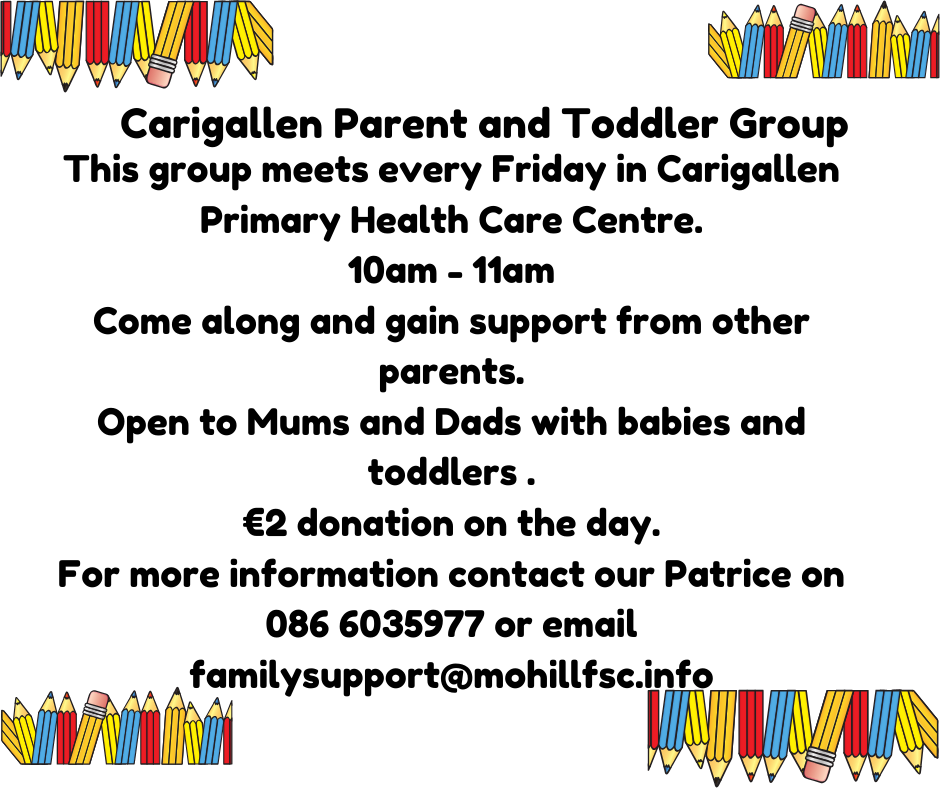 Carigallen Parent and Toddler Group
This group meets every Friday in Carigallen
Primary Health Care Centre.
10am - 11am
Come along and gain support from other
parents.
Open to Mums and Dads with babies and
toddlers .
€2 donation on the day.
For more information contact our Patrice on
086 6035977 or email
familysupport@mohillfsc.info